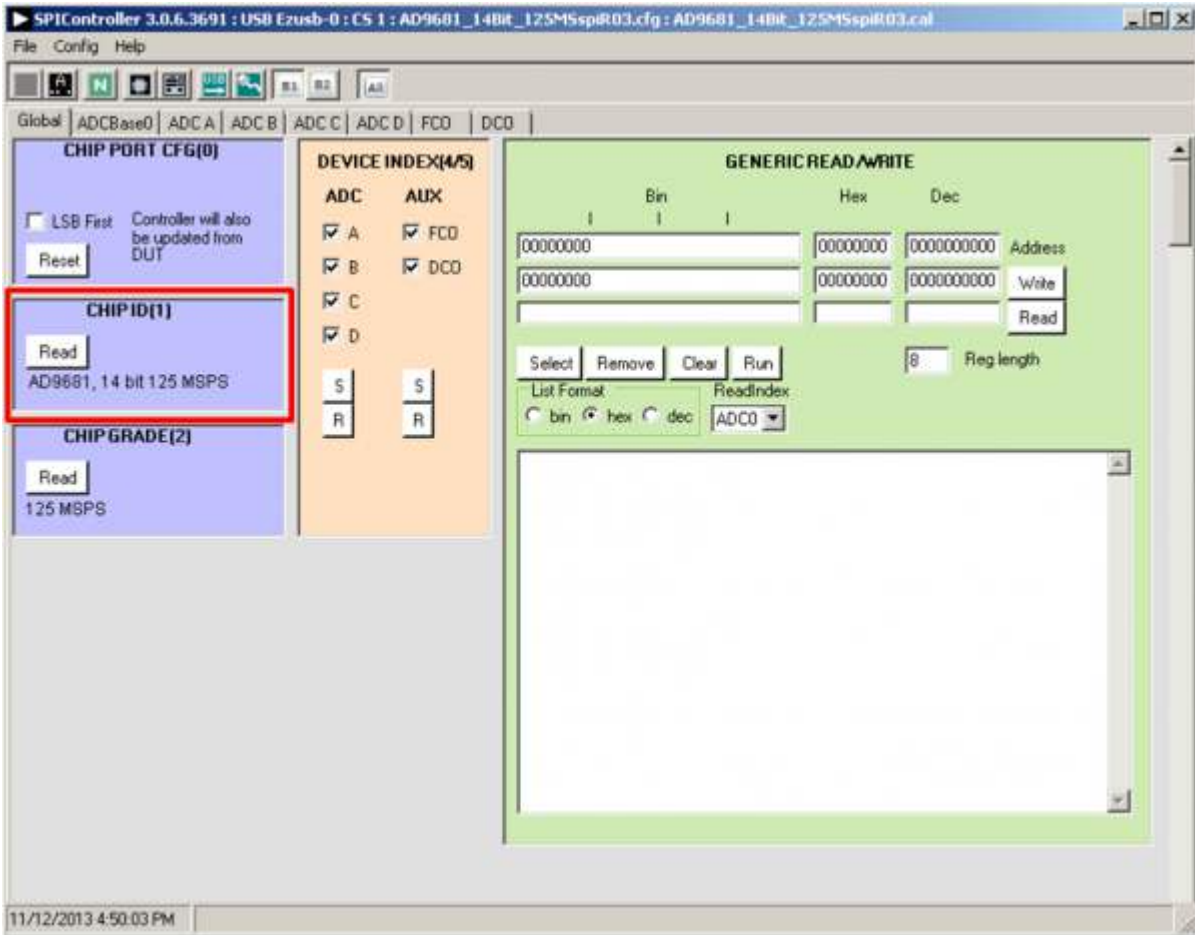 SPIController 3.0.6.3691 : USB Ezusb-0 : CS 1 : AD9681_14Bit_125MSspiR03.cfg : AD9681_14Bit_125MSspiR03.cal
File Config Help
B1 B2 All
Global ADCBase0 ADC A ADC B ADC C ADC D FCO DCO
CHIP PORT CFG(0)
LSB First
Controller will also
be updated from
DUT
Reset
CHIP ID(1)
Read
AD9681, 14 bit 125 MSPS
CHIP GRADE(2)
Read
125 MSPS
DEVICE INDEX(4/5)
ADC AUX
A FCO
B DCO
C
D
S S
R R
GENERIC READ/WRITE
Bin Hex Dec
00000000 00000000 0000000000 Address
00000000 00000000 0000000000 Write
Read
Select Remove Clear Run 8 Reg length
List Format ReadIndex
bin hex dec ADC0
11/12/2013 4:50:03 PM